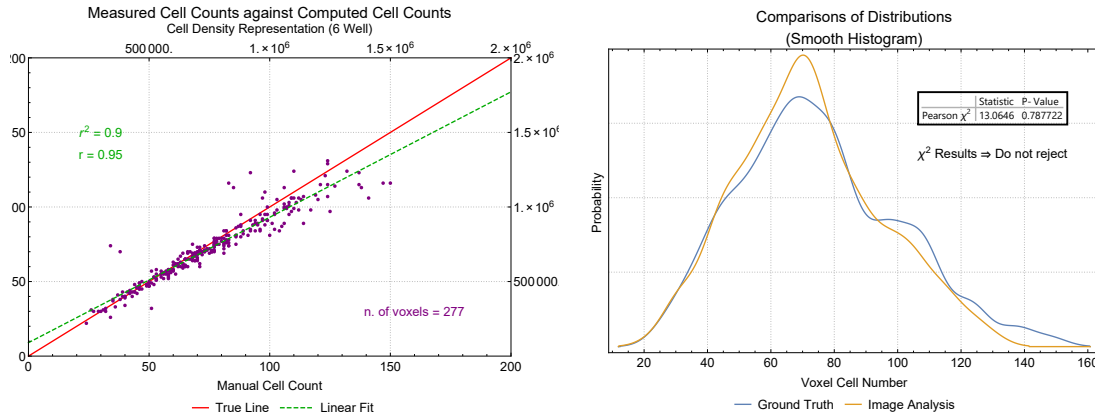 Measured Cell Counts against Computed Cell Counts
Cell Density Representation (6 Well)
500000. 1.×10⁶ 1.5×10⁶ 2.×10⁶
00 2.×10⁶
r² = 0.9
50 1.5×10⁶
r = 0.95
00 1.×10⁶
50 500000
n. of voxels = 277
0
0 50 100 150 200
Manual Cell Count
True Line Linear Fit
Comparisons of Distributions
(Smooth Histogram)
Statistic P-Value
Pearson χ² 13.0646 0.787722
χ² Results ⇒ Do not reject
Probability
20 40 60 80 100 120 140 160
Voxel Cell Number
Ground Truth Image Analysis